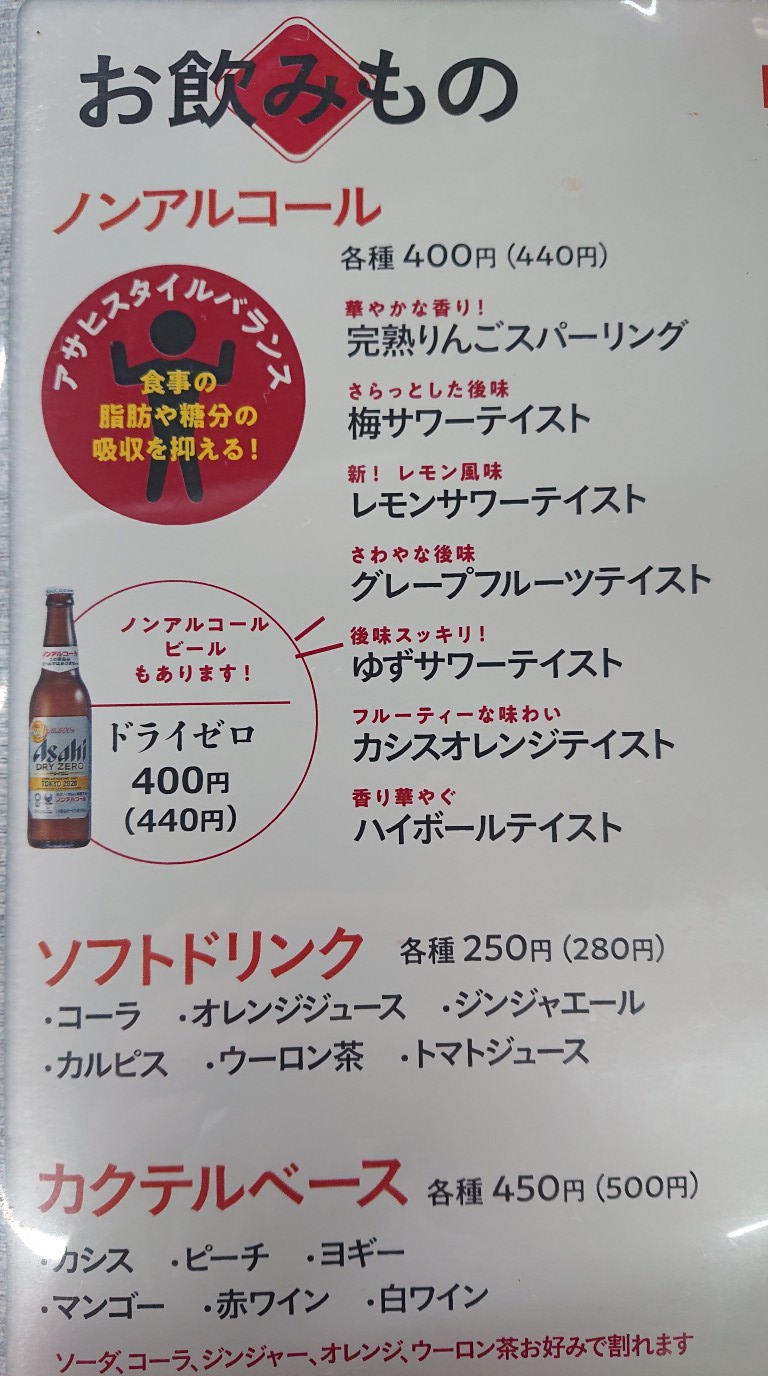 お飲みもの
ノンアルコール
各種 400円 (440円)
アサヒスタイルバランス
食事の
脂肪や糖分の
吸収を抑える!
華やかな香り!
完熟りんごスパーリング
さらっとした後味
梅サワーテイスト
新! レモン風味
レモンサワーテイスト
さわやかな後味
グレープフルーツテイスト
後味スッキリ!
ゆずサワーテイスト
フルーティーな味わい
カシスオレンジテイスト
香り華やぐ
ハイボールテイスト
ノンアルコール
ビール
もあります!
ドライゼロ
400円
(440円)
Asahi
DRY ZERO
TOKYO 2020
ノンアルコール
ソフトドリンク 各種 250円 (280円)
・コーラ ・オレンジジュース ・ジンジャエール
・カルピス ・ウーロン茶 ・トマトジュース
カクテルベース 各種 450円 (500円)
・カシス ・ピーチ ・ヨギー
・マンゴー ・赤ワイン ・白ワイン
ソーダ、コーラ、ジンジャー、オレンジ、ウーロン茶お好みで割れます